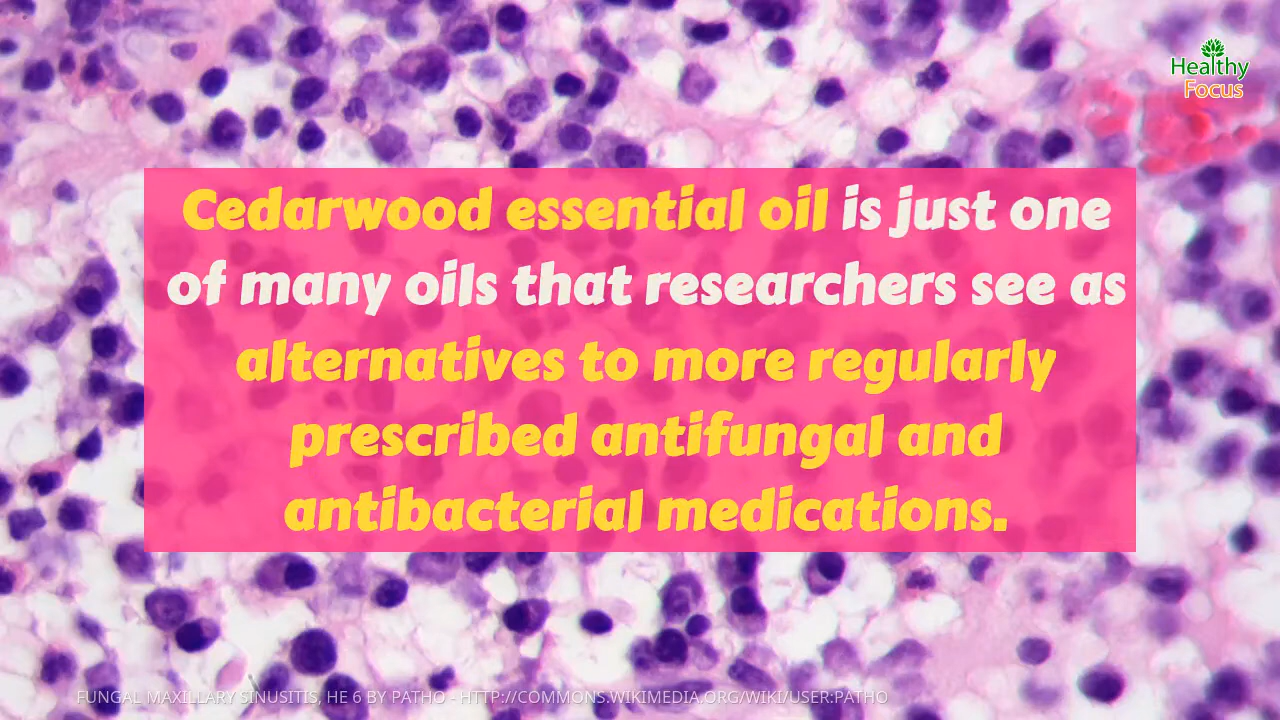 Healthy
Focus
Cedarwood essential oil is just one
of many oils that researchers see as
alternatives to more regularly
prescribed antifungal and
antibacterial medications.
FUNGAL MAXILLARY SINUSITIS, HE 6 BY PATHO - HTTP://COMMONS.WIKIMEDIA.ORG/WIKI/USER:PATHO